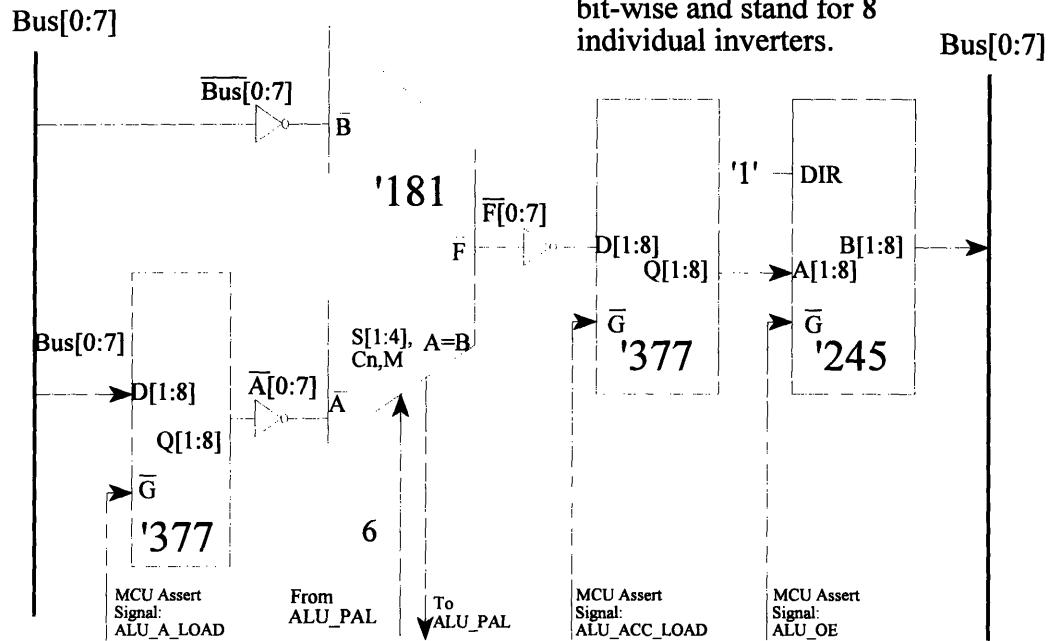 bit-wise and stand for 8
individual inverters.
Bus[0:7]
Bus[0:7]
B̅u̅s̅[0:7]
B̅
'181
'1'
DIR
F̅[0:7]
F̅
D[1:8]
Q[1:8]
B[1:8]
A[1:8]
G̅
'377
G̅
'245
Bus[0:7]
D[1:8]
Q[1:8]
G̅
'377
A̅[0:7]
A̅
S[1:4],
Cn,M
A=B
6
MCU Assert
Signal:
ALU_A_LOAD
From
ALU_PAL
To
ALU_PAL
MCU Assert
Signal:
ALU_ACC_LOAD
MCU Assert
Signal:
ALU_OE